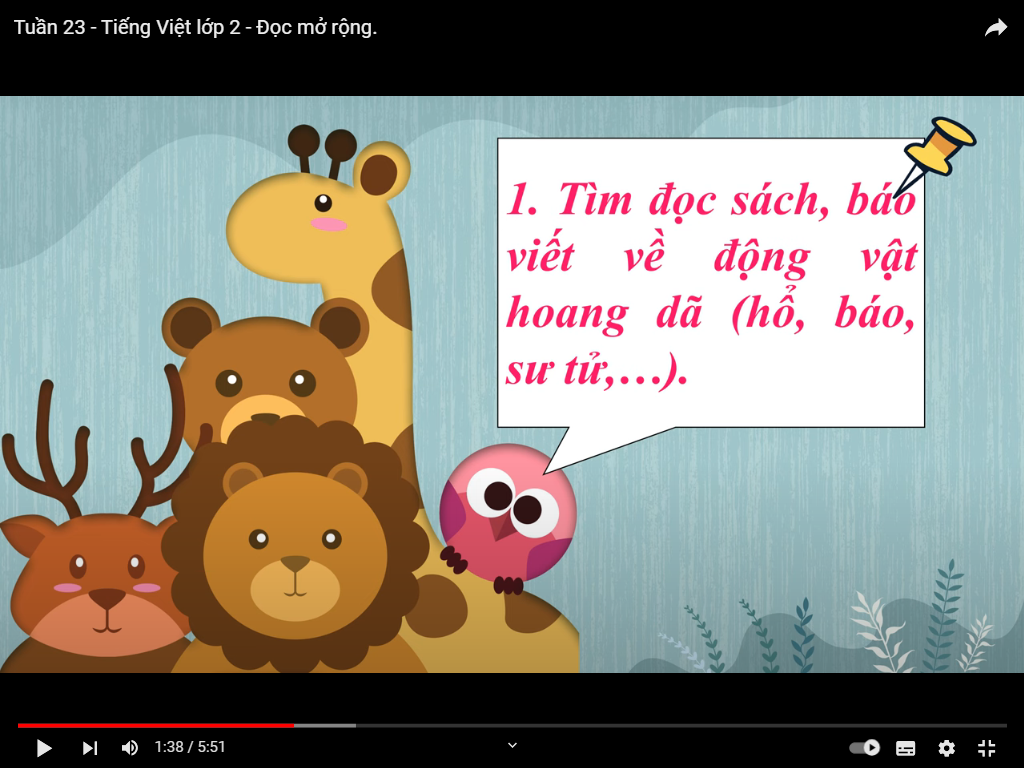 Tuần 23 - Tiếng Việt lớp 2 - Đọc mở rộng.
1. Tìm đọc sách, báo
viết về động vật
hoang dã (hổ, báo,
sư tử,…).
1:38 / 5:51